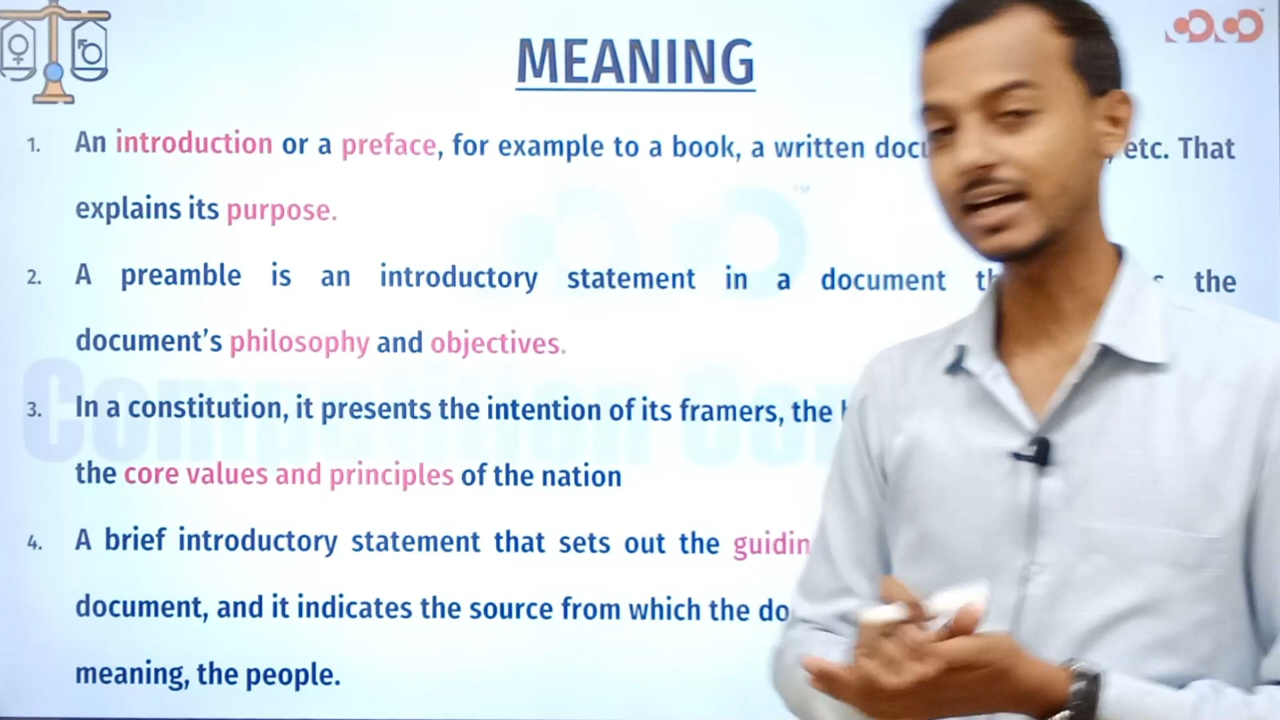 MEANING
1. An introduction or a preface, for example to a book, a written etc. That
explains its purpose.
2. A preamble is an introductory statement in a document the
document's philosophy and objectives.
3. In a constitution, it presents the intention of its framers, the
the core values and principles of the nation
4. A brief introductory statement that sets out the
document, and it indicates the source from which the
meaning, the people.